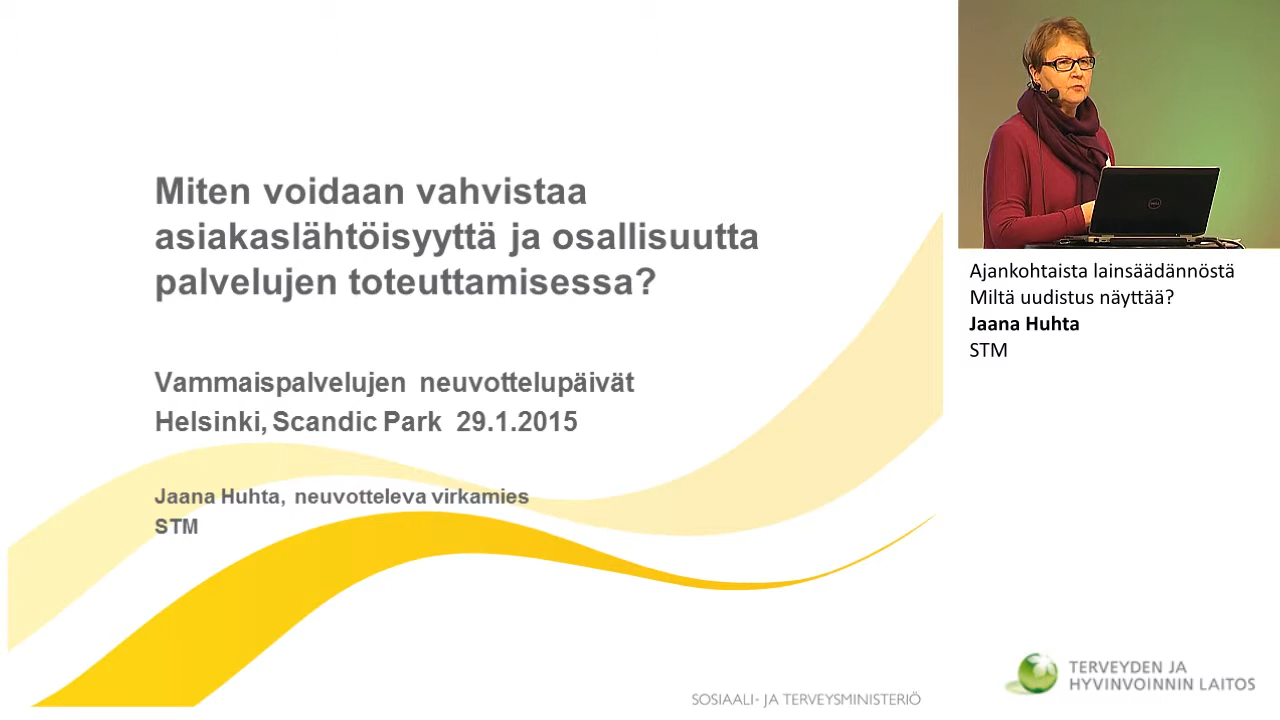 Miten voidaan vahvistaa
asiakaslähtöisyyttä ja osallisuutta
palvelujen toteuttamisessa?
Vammaispalvelujen neuvottelupäivät
Helsinki, Scandic Park 29.1.2015
Jaana Huhta, neuvotteleva virkamies
STM
SOSIAALI- JA TERVEYSMINISTERIÖ
DELL
Ajankohtaista lainsäädännöstä
Miltä uudistus näyttää?
Jaana Huhta
STM
TERVEYDEN JA
HYVINVOINNIN LAITOS